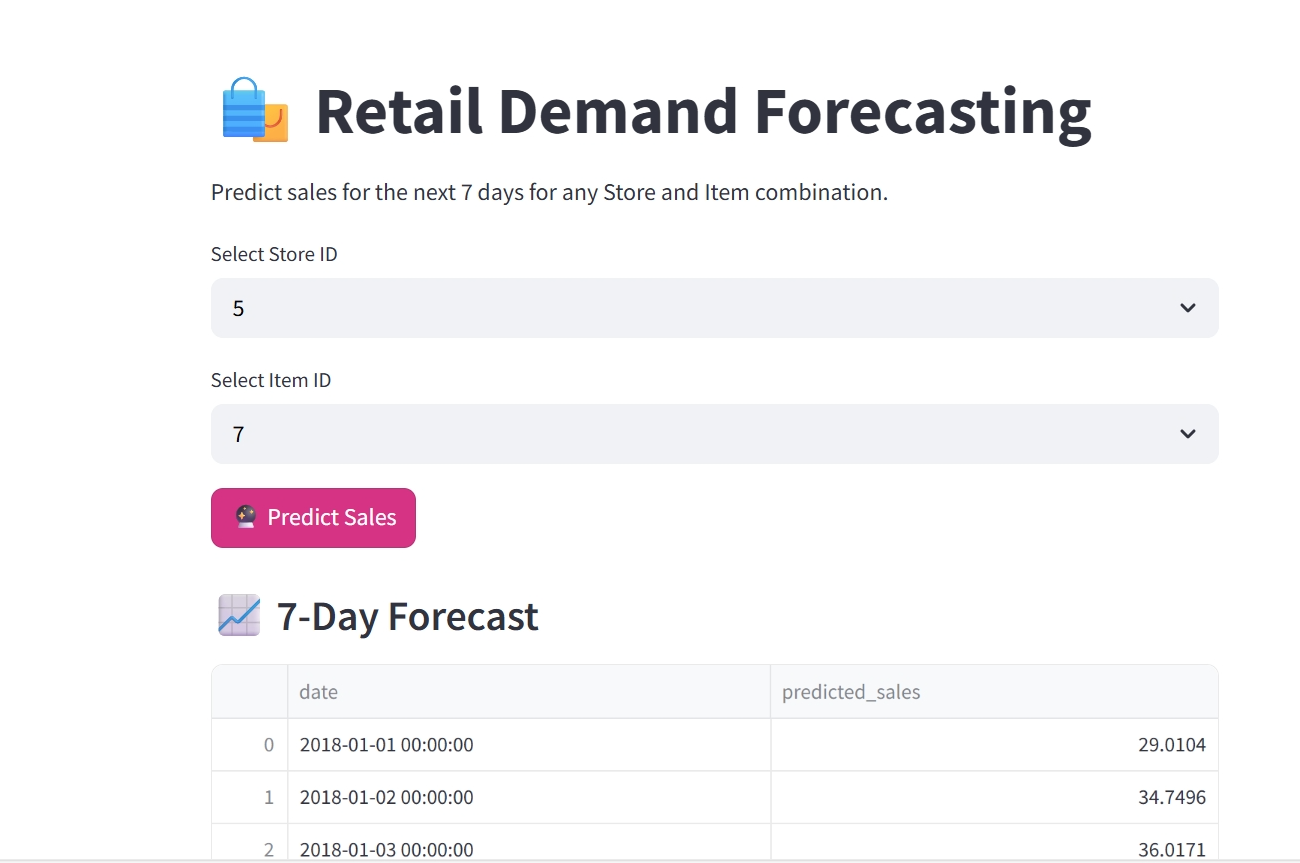 Retail Demand Forecasting
Predict sales for the next 7 days for any Store and Item combination.
Select Store ID
5
Select Item ID
7
Predict Sales
7-Day Forecast
date predicted_sales
0 2018-01-01 00:00:00 29.0104
1 2018-01-02 00:00:00 34.7496
2 2018-01-03 00:00:00 36.0171